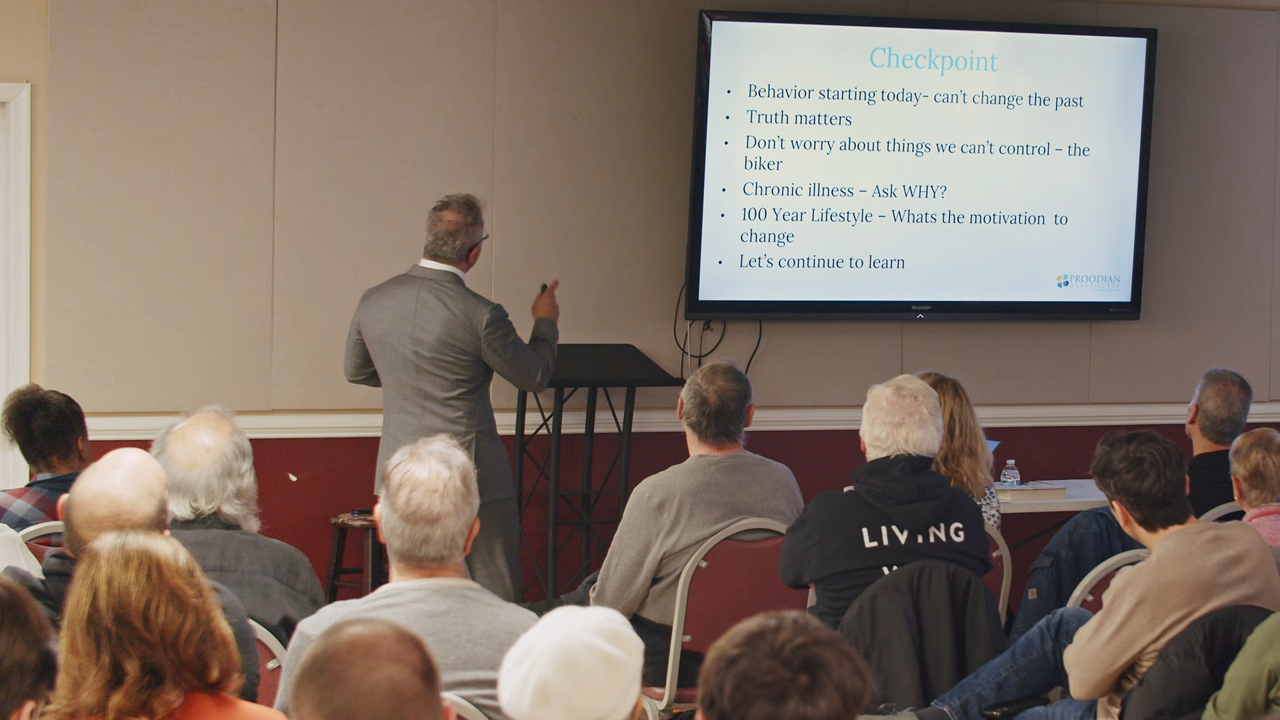 Checkpoint
• Behavior starting today- can't change the past
• Truth matters
• Don't worry about things we can't control – the
biker
• Chronic illness – Ask WHY?
• 100 Year Lifestyle – Whats the motivation to
change
• Let's continue to learn
PROODIAN
LIVING